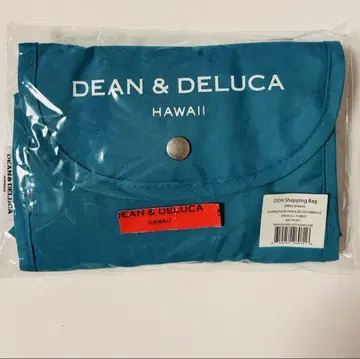 DEAN & DELUCA
HAWAII
DEAN & DELUCA
DEAN & DELUCA
HAWAII
DDH Shopping Bag